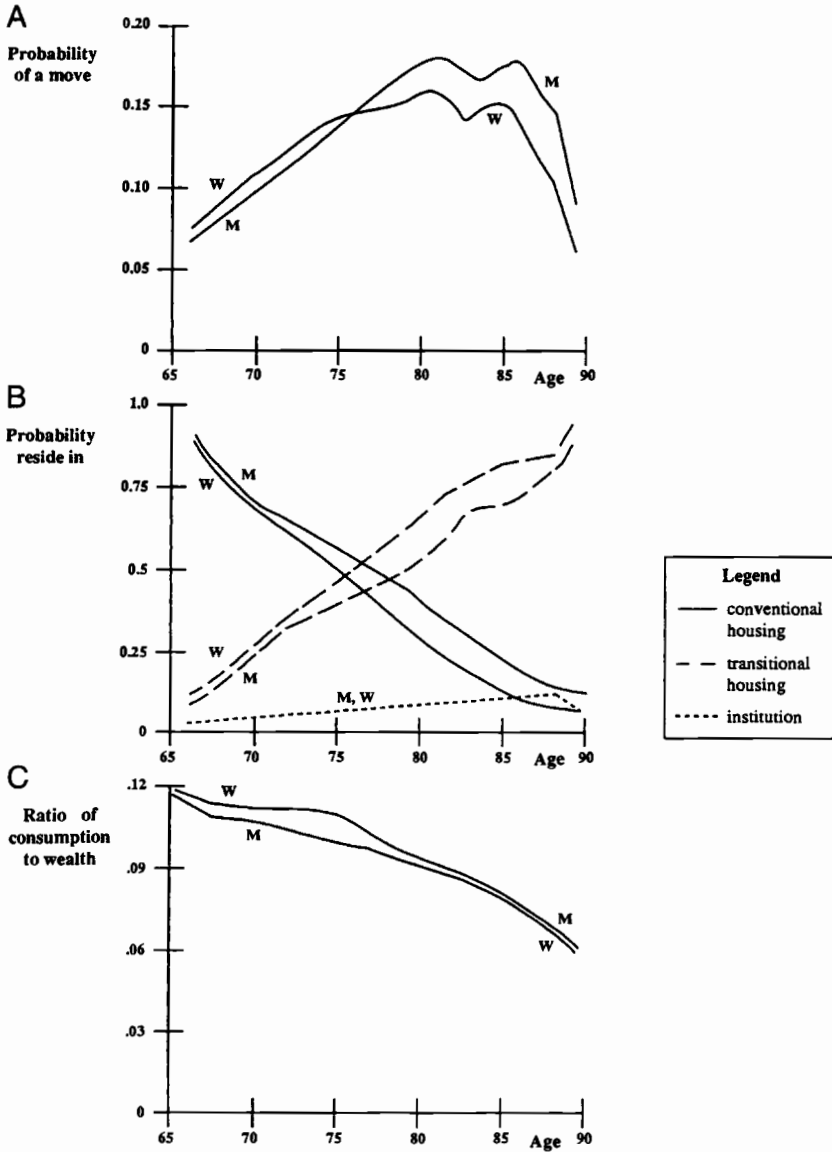 A
Probability
of a move
0.20
0.15
0.10
0.05
0
W
M
M
W
65 70 75 80 85 Age 90
B
Probability
reside in
1.0
0.75
0.5
0.25
0
M
W
W
M
M, W
65 70 75 80 85 Age 90
Legend
conventional
housing
transitional
housing
institution
C
Ratio of
consumption
to wealth
.12
.09
.06
.03
0
W
M
M
W
65 70 75 80 85 Age 90